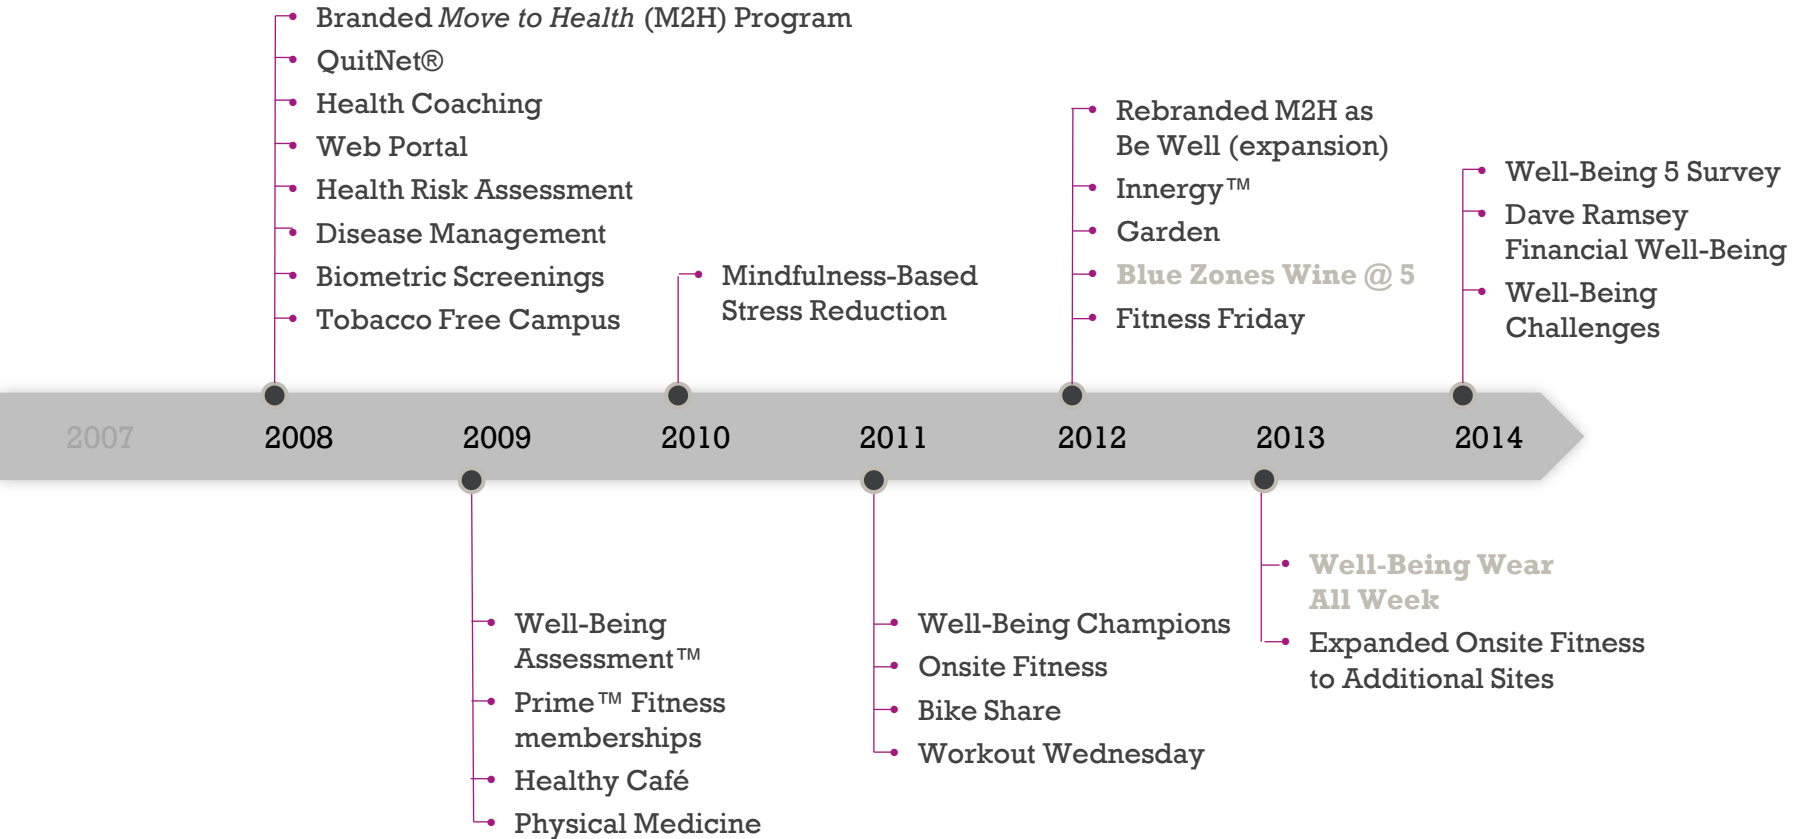 Branded Move to Health (M2H) Program
QuitNet®
Health Coaching
Web Portal
Health Risk Assessment
Disease Management
Biometric Screenings
Tobacco Free Campus
Mindfulness-Based
Stress Reduction
Rebranded M2H as
Be Well (expansion)
Innergy™
Garden
Blue Zones Wine @ 5
Fitness Friday
Well-Being 5 Survey
Dave Ramsey
Financial Well-Being
Well-Being
Challenges
2007 2008 2009 2010 2011 2012 2013 2014
Well-Being
Assessment™
Prime™ Fitness
memberships
Healthy Café
Physical Medicine
Well-Being Champions
Onsite Fitness
Bike Share
Workout Wednesday
Well-Being Wear
All Week
Expanded Onsite Fitness
to Additional Sites